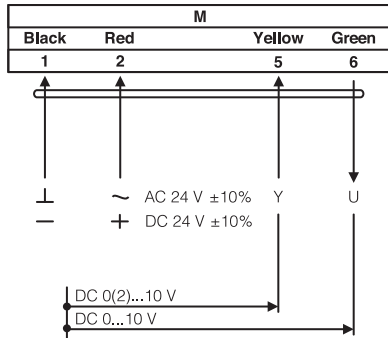 M
Black Red Yellow Green
1 2 5 6
⊥ ~ AC 24 V ±10% Y U
− + DC 24 V ±10%
DC 0(2)...10 V
DC 0...10 V